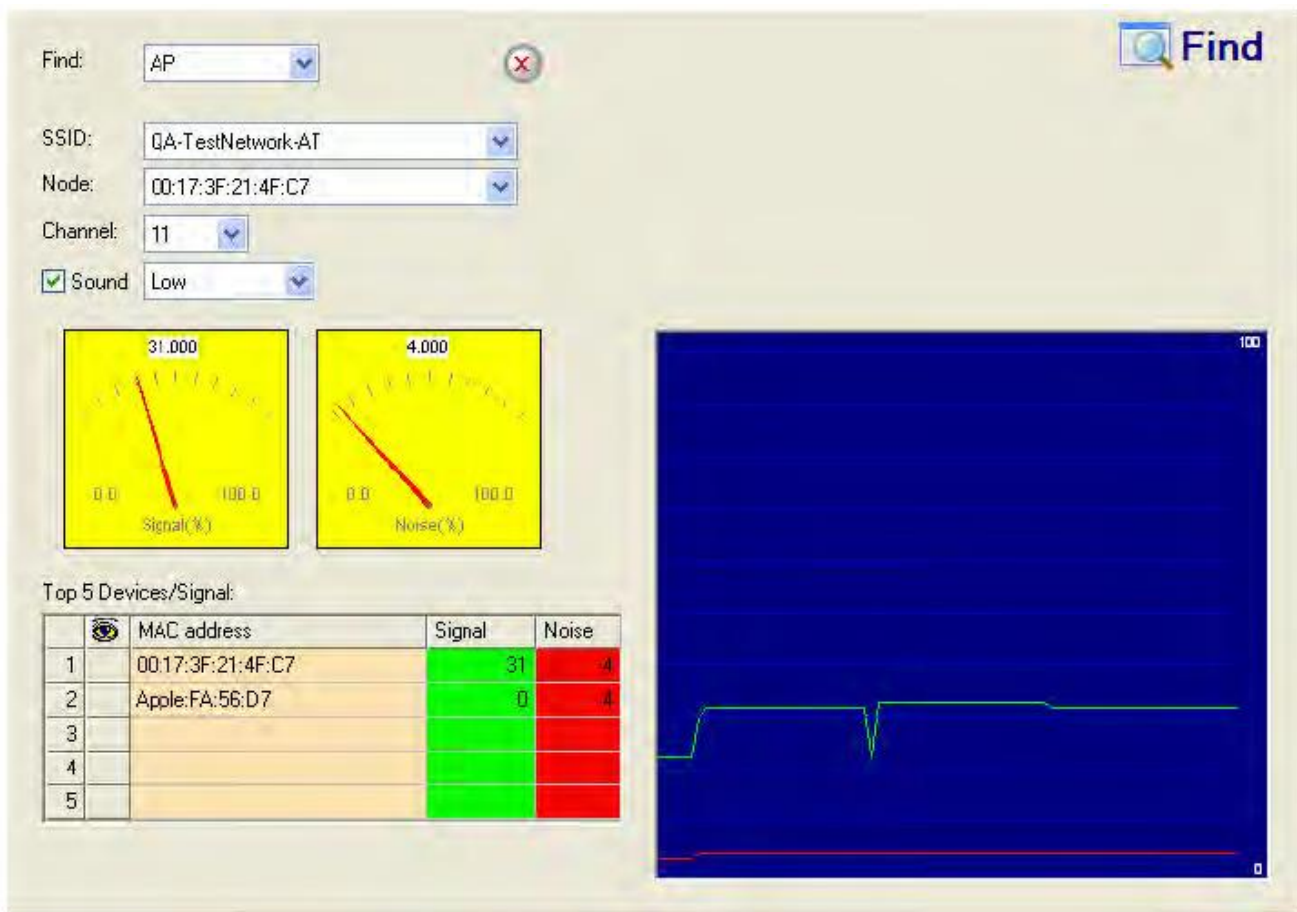 Find
Find: AP
SSID: QA-TestNetwork-AT
Node: 00:17:3F:21:4F:C7
Channel: 11
Sound Low
31.000
0.0 100.0
Signal(%)
4.000
0.0 100.0
Noise(%)
100
0
Top 5 Devices/Signal:
MAC address Signal Noise
1 00:17:3F:21:4F:C7 31 4
2 Apple:FA:56:D7 0 4
3
4
5